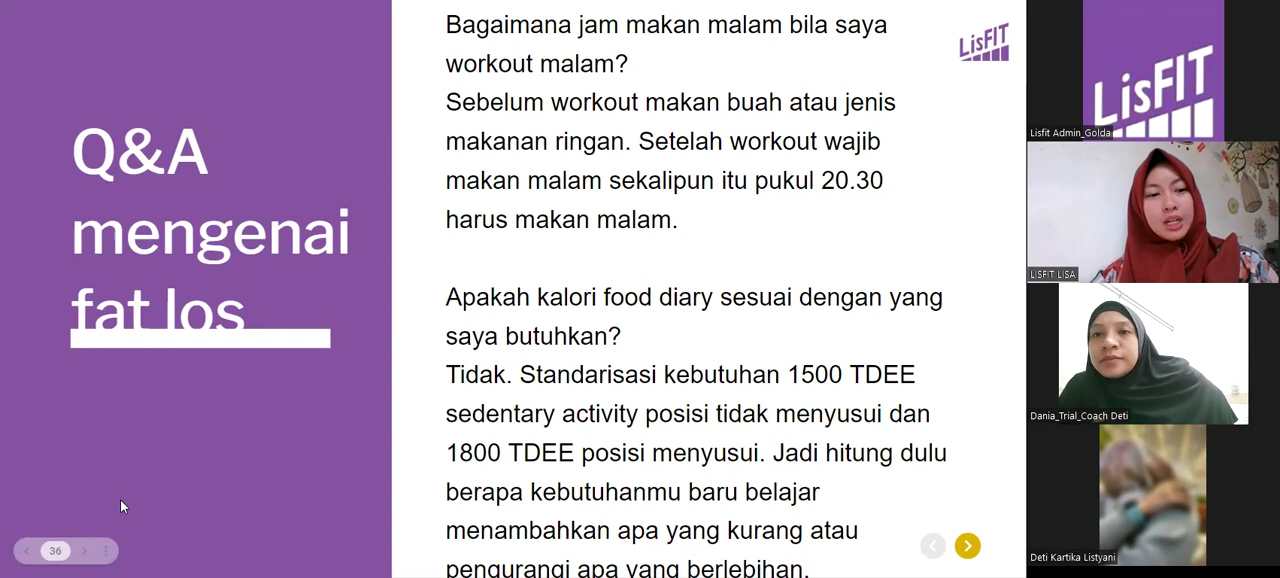 Q&A
mengenai
fat los
Bagaimana jam makan malam bila saya
workout malam?
Sebelum workout makan buah atau jenis
makanan ringan. Setelah workout wajib
makan malam sekalipun itu pukul 20.30
harus makan malam.
Apakah kalori food diary sesuai dengan yang
saya butuhkan?
Tidak. Standarisasi kebutuhan 1500 TDEE
sedentary activity posisi tidak menyusui dan
1800 TDEE posisi menyusui. Jadi hitung dulu
berapa kebutuhanmu baru belajar
menambahkan apa yang kurang atau
pengurangi apa yang berlebihan.
36
LISFIT
LISFIT
Lisfit Admin_Golda
LISFIT LISA
Dania_Trial_Coach Deti
Deti Kartika Listyani